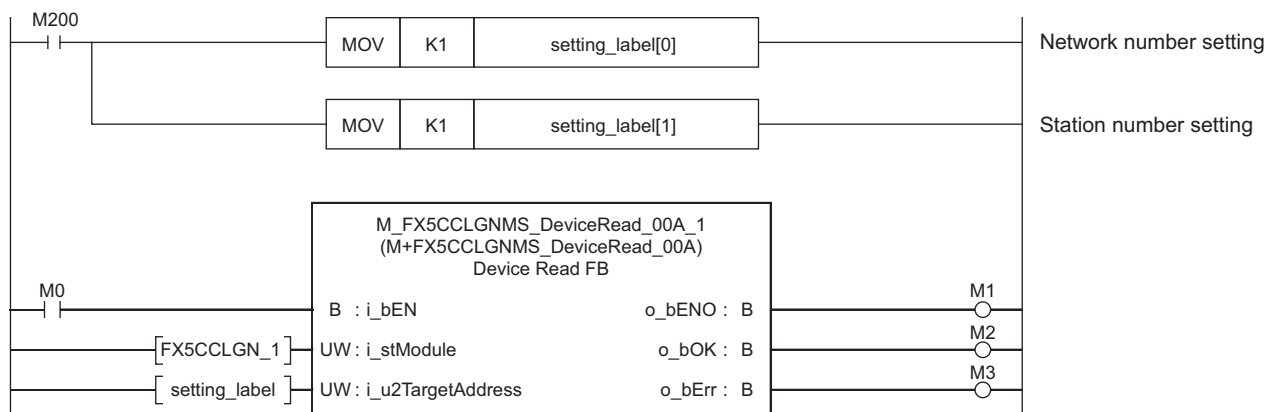 M200
MOV K1 setting_label[0] Network number setting
MOV K1 setting_label[1] Station number setting
M_FX5CCLGNMS_DeviceRead_00A_1
(M+FX5CCLGNMS_DeviceRead_00A)
Device Read FB
M0 B : i_bEN o_bENO : B M1
FX5CCLGN_1 UW : i_stModule o_bOK : B M2
setting_label UW : i_u2TargetAddress o_bErr : B M3